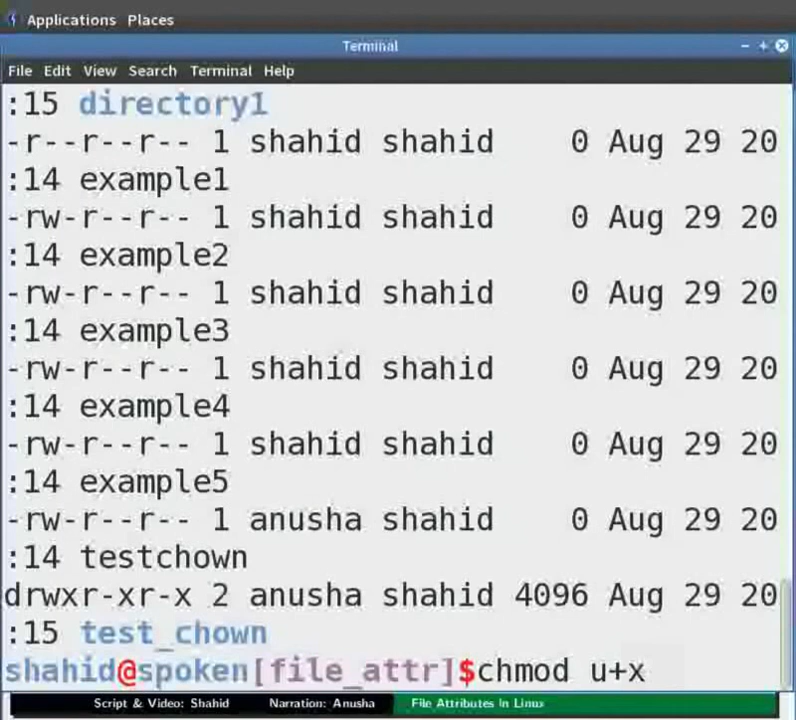 Applications Places
Terminal
File Edit View Search Terminal Help
:15 directory1
-r--r--r-- 1 shahid shahid 0 Aug 29 20
:14 example1
-rw-r--r-- 1 shahid shahid 0 Aug 29 20
:14 example2
-rw-r--r-- 1 shahid shahid 0 Aug 29 20
:14 example3
-rw-r--r-- 1 shahid shahid 0 Aug 29 20
:14 example4
-rw-r--r-- 1 shahid shahid 0 Aug 29 20
:14 example5
-rw-r--r-- 1 anusha shahid 0 Aug 29 20
:14 testchown
drwxr-xr-x 2 anusha shahid 4096 Aug 29 20
:15 test_chown
shahid@spoken[file_attr]$chmod u+x
Script & Video: Shahid Narration: Anusha File Attributes In Linux